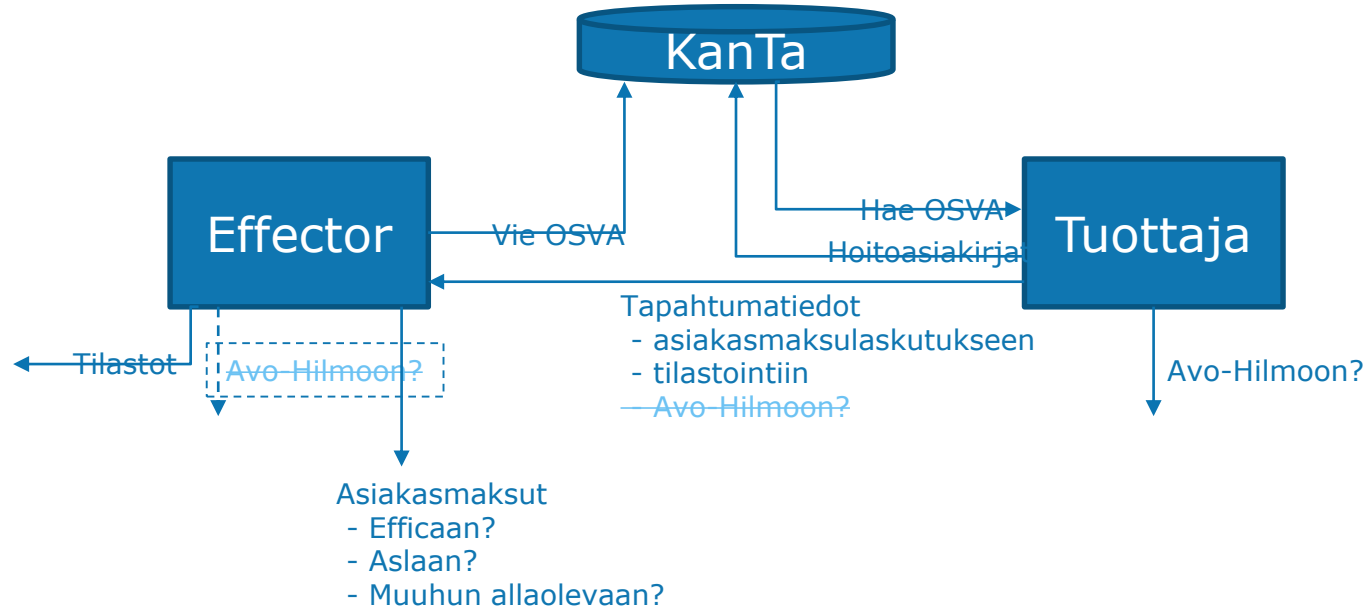 KanTa
Effector
Vie OSVA
Hae OSVA
Hoitoasiakirjat
Tuottaja
Tapahtumatiedot
- asiakasmaksulaskutukseen
- tilastointiin
- Avo-Hilmoon?
Tilastot
Avo-Hilmoon?
Avo-Hilmoon?
Asiakasmaksut
- Efficaan?
- Aslaan?
- Muuhun allaolevaan?